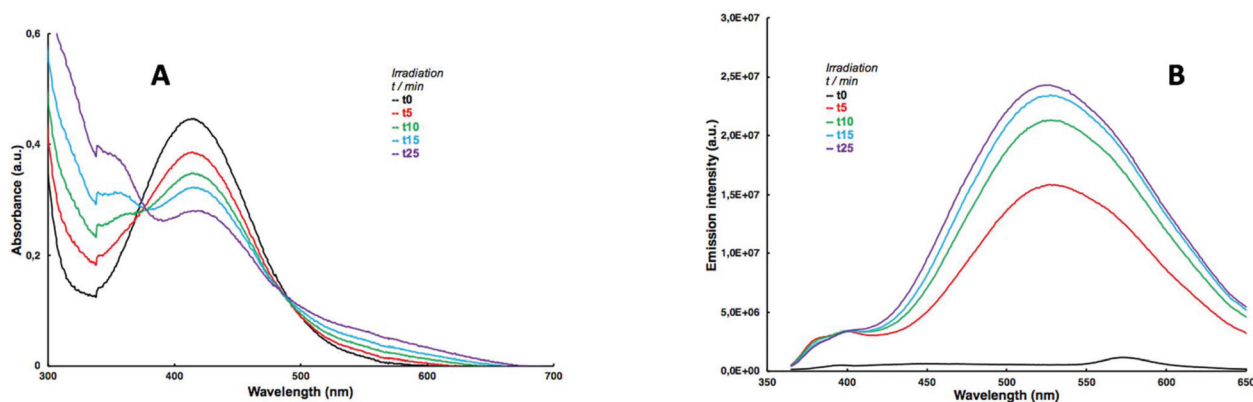 A
0,6
0,4
0,2
0
300
400
500
600
700
Absorbance (a.u.)
Wavelength (nm)
Irradiation
t / min
t0
t5
t10
t15
t25
B
3,0E+07
2,5E+07
2,0E+07
1,5E+07
1,0E+07
5,0E+06
0,0E+00
350
400
450
500
550
600
650
Emission intensity (a.u.)
Wavelength (nm)
Irradiation
t / min
t0
t5
t10
t15
t25